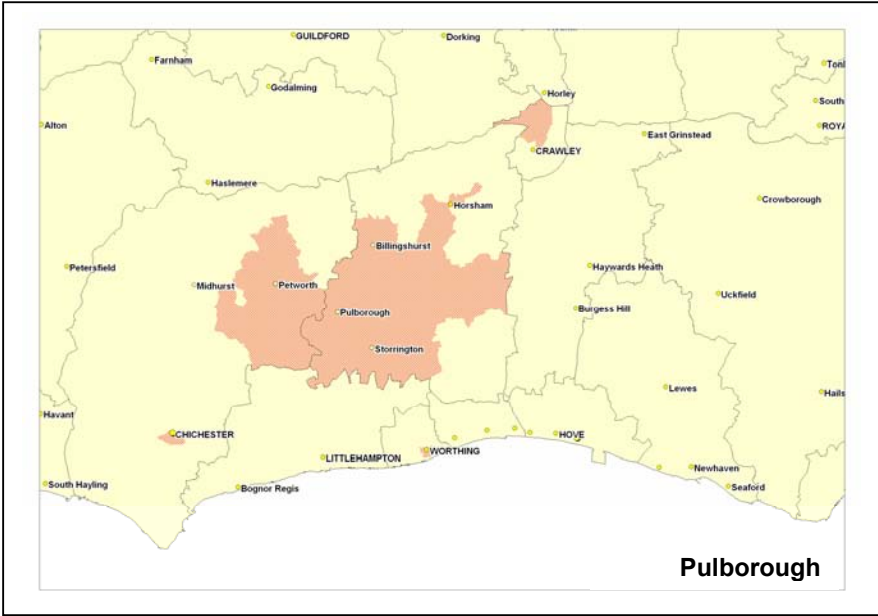 GUILDFORD
Dorking
Farnham
Godalming
Horley
South
Alton
East Grinstead
CRAWLEY
Haslemere
Crowborough
Horsham
Billingshurst
Petersfield
Haywards Heath
Midhurst
Petworth
Uckfield
Pulborough
Burgess Hill
Storrington
Lewes
Hails
Havant
CHICHESTER
HOVE
WORTHING
LITTLEHAMPTON
Newhaven
South Hayling
Bognor Regis
Seaford
Pulborough